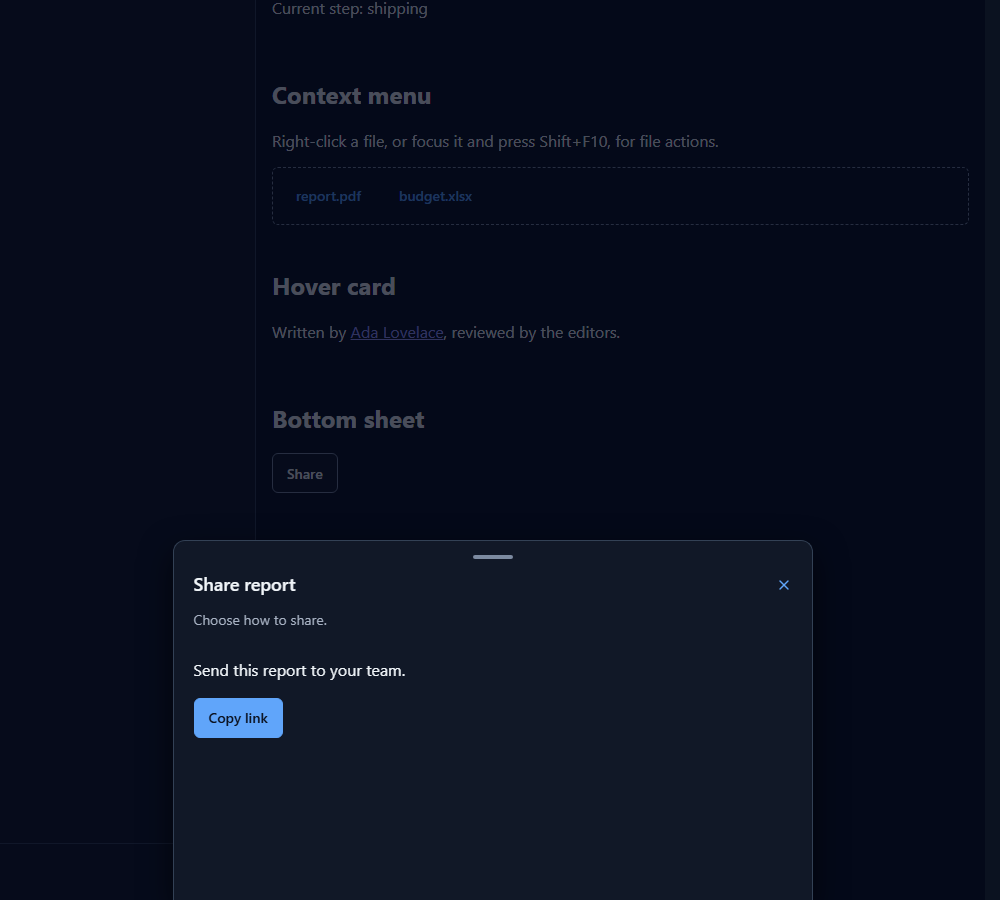 Current step: shipping
Context menu
Right-click a file, or focus it and press Shift+F10, for file actions.
report.pdf budget.xlsx
Hover card
Written by Ada Lovelace, reviewed by the editors.
Bottom sheet
Share
Share report
Choose how to share.
Send this report to your team.
Copy link